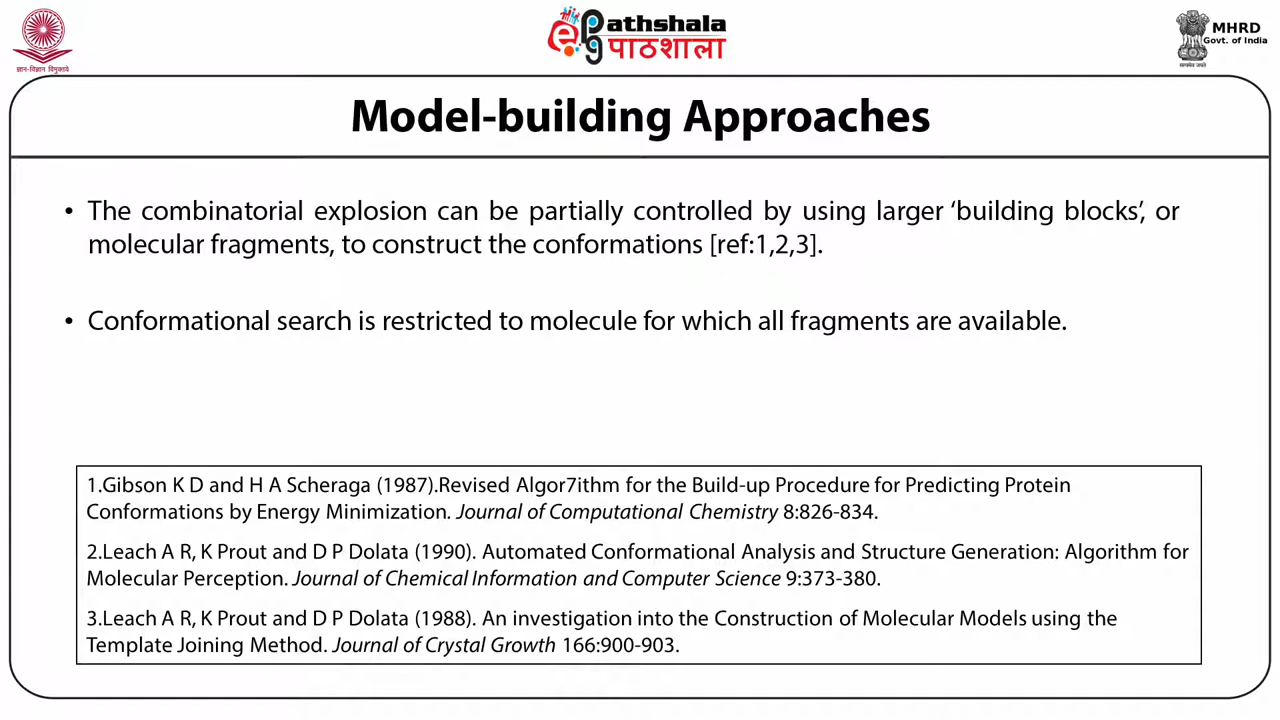 ज्ञान-विज्ञान विमुक्तये
ePathshala
पाठशाला
MHRD
Govt. of India
सत्यमेव जयते
Model-building Approaches
• The combinatorial explosion can be partially controlled by using larger ‘building blocks’, or
molecular fragments, to construct the conformations [ref:1,2,3].
• Conformational search is restricted to molecule for which all fragments are available.
1.Gibson K D and H A Scheraga (1987).Revised Algor7ithm for the Build-up Procedure for Predicting Protein
Conformations by Energy Minimization. Journal of Computational Chemistry 8:826-834.
2.Leach A R, K Prout and D P Dolata (1990). Automated Conformational Analysis and Structure Generation: Algorithm for
Molecular Perception. Journal of Chemical Information and Computer Science 9:373-380.
3.Leach A R, K Prout and D P Dolata (1988). An investigation into the Construction of Molecular Models using the
Template Joining Method. Journal of Crystal Growth 166:900-903.